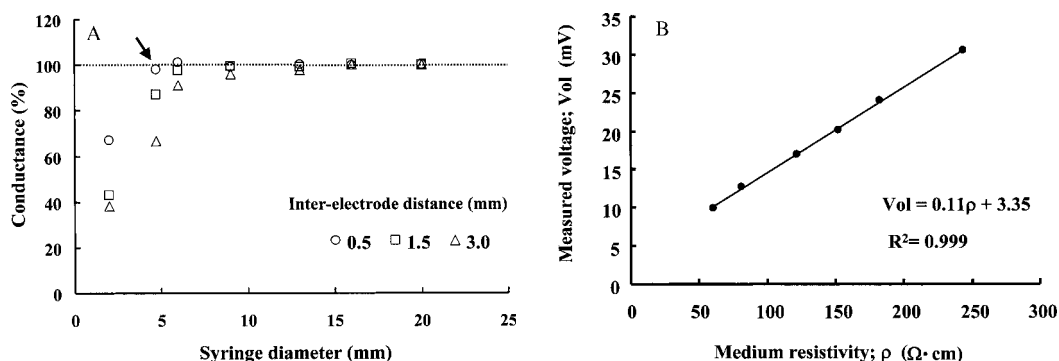 A
120
100
80
60
40
20
0
Conductance (%)
Inter-electrode distance (mm)
0.5 1.5 3.0
0 5 10 15 20 25
Syringe diameter (mm)
B
35
30
25
20
15
10
5
0
Measured voltage; Vol (mV)
Vol = 0.11ρ + 3.35
R²= 0.999
0 50 100 150 200 250 300
Medium resistivity; ρ (Ω· cm)